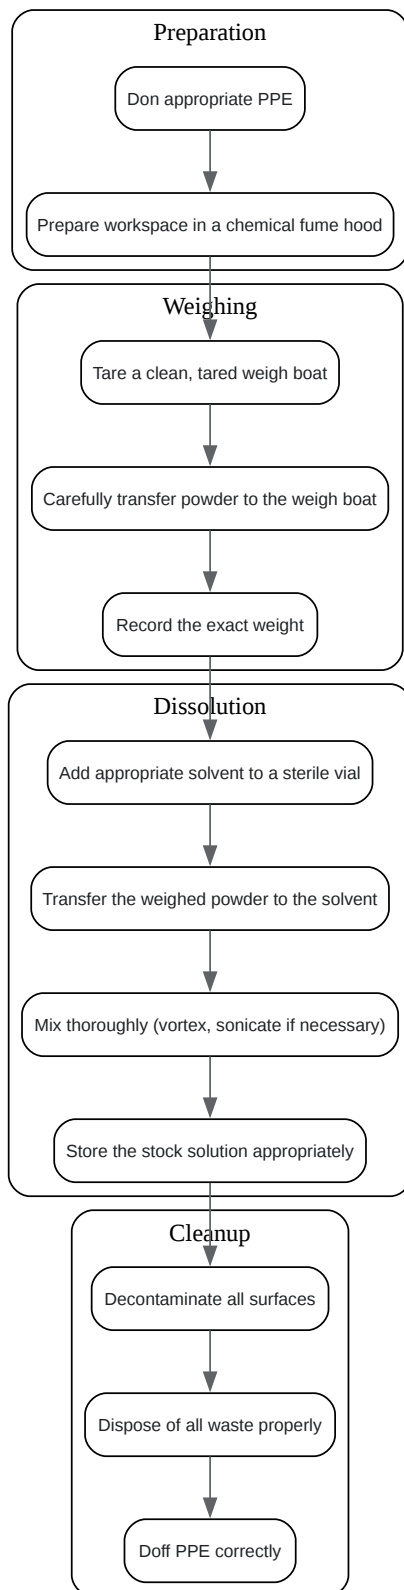 Preparation
Don appropriate PPE
Prepare workspace in a chemical fume hood
Weighing
Tare a clean, tared weigh boat
Carefully transfer powder to the weigh boat
Record the exact weight
Dissolution
Add appropriate solvent to a sterile vial
Transfer the weighed powder to the solvent
Mix thoroughly (vortex, sonicate if necessary)
Store the stock solution appropriately
Cleanup
Decontaminate all surfaces
Dispose of all waste properly
Doff PPE correctly